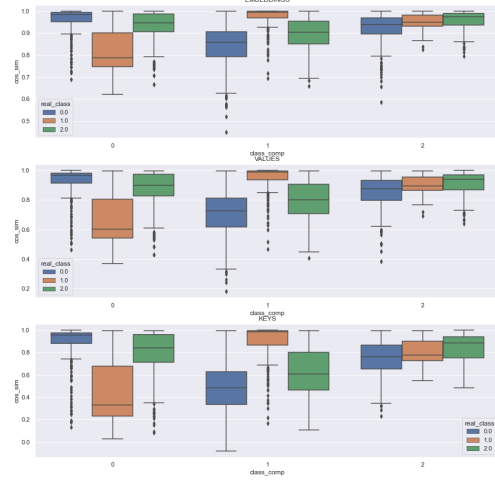 EMBEDDINGS
1.0
0.9
0.8
0.7
0.6
0.5
cos_sim
real_class
0.0
1.0
2.0
0
1
2
class_comp
VALUES
1.0
0.8
0.6
0.4
0.2
cos_sim
real_class
0.0
1.0
2.0
0
1
2
class_comp
KEYS
1.0
0.8
0.6
0.4
0.2
0.0
cos_sim
real_class
0.0
1.0
2.0
0
1
2
class_comp